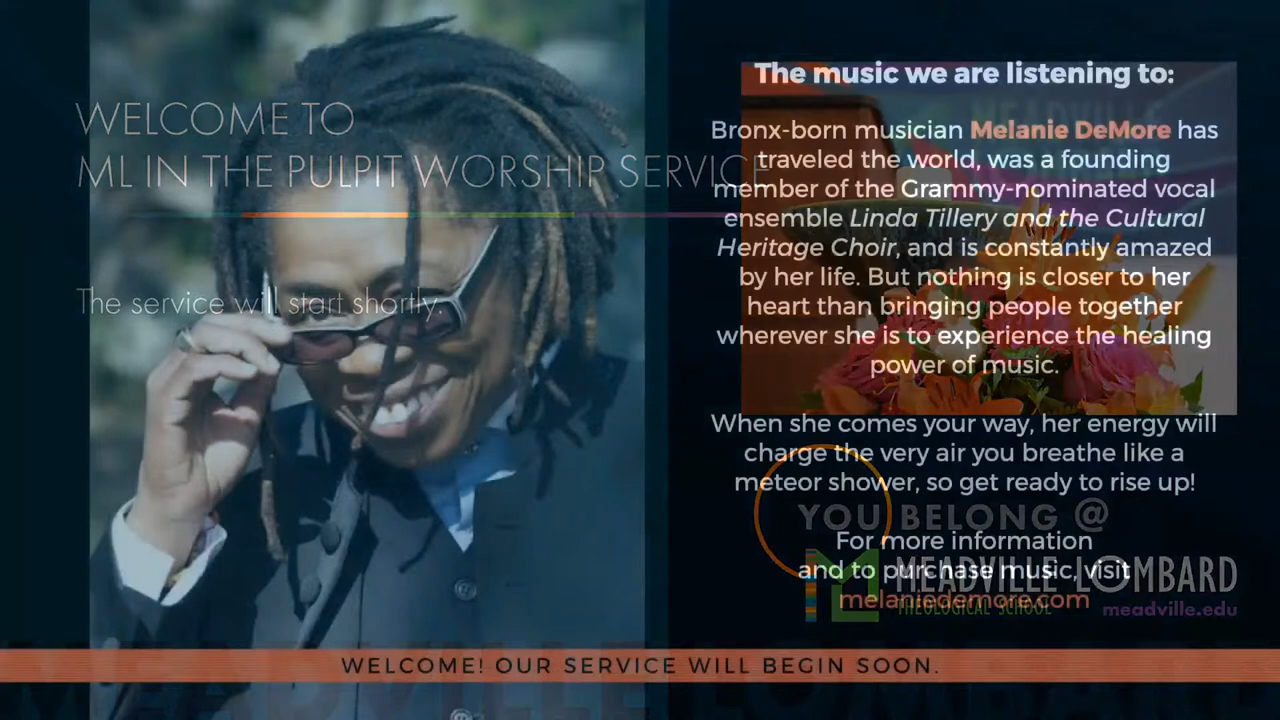 WELCOME TO
ML IN THE PULPIT WORSHIP SERVICE
The service will start shortly.
The music we are listening to:
Bronx-born musician Melanie DeMore has
traveled the world, was a founding
member of the Grammy-nominated vocal
ensemble Linda Tillery and the Cultural
Heritage Choir, and is constantly amazed
by her life. But nothing is closer to her
heart than bringing people together
wherever she is to experience the healing
power of music.
When she comes your way, her energy will
charge the very air you breathe like a
meteor shower, so get ready to rise up!
YOU BELONG @
For more information
and to purchase music, visit
melaniedemore.com
MEADVILLE LOMBARD
THEOLOGICAL SCHOOL
meadville.edu
WELCOME! OUR SERVICE WILL BEGIN SOON.
MEADVILLE LOMBARD